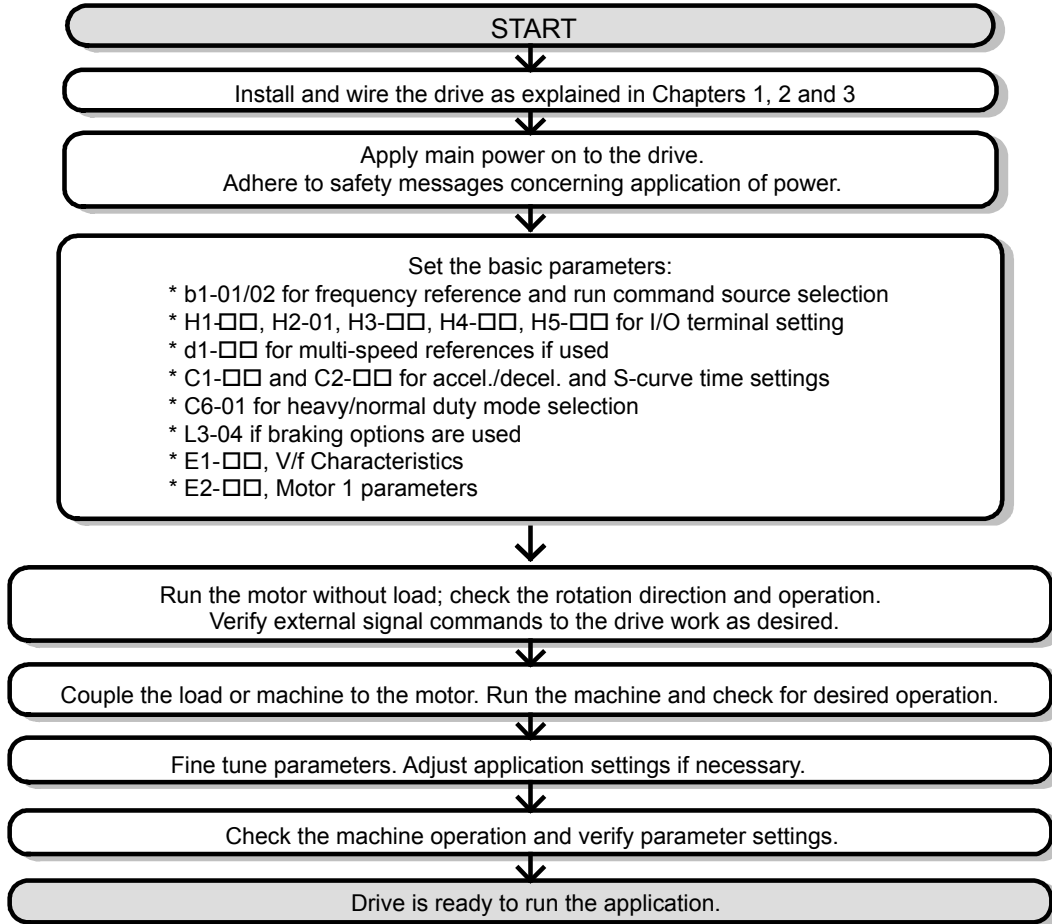 START
Install and wire the drive as explained in Chapters 1, 2 and 3
Apply main power on to the drive.
Adhere to safety messages concerning application of power.
Set the basic parameters:
* b1-01/02 for frequency reference and run command source selection
* H1-□□, H2-01, H3-□□, H4-□□, H5-□□ for I/O terminal setting
* d1-□□ for multi-speed references if used
* C1-□□ and C2-□□ for accel./decel. and S-curve time settings
* C6-01 for heavy/normal duty mode selection
* L3-04 if braking options are used
* E1-□□, V/f Characteristics
* E2-□□, Motor 1 parameters
Run the motor without load; check the rotation direction and operation.
Verify external signal commands to the drive work as desired.
Couple the load or machine to the motor. Run the machine and check for desired operation.
Fine tune parameters. Adjust application settings if necessary.
Check the machine operation and verify parameter settings.
Drive is ready to run the application.